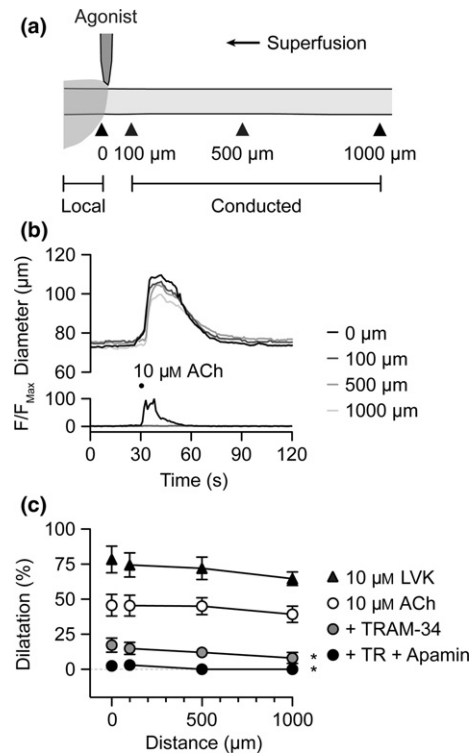 (a)
Agonist
Superfusion
0 100 µm 500 µm 1000 µm
Local Conducted
(b)
Diameter (µm)
120
100
80
60
10 µM ACh
F/FMax
100
0
0 30 60 90 120
Time (s)
0 µm
100 µm
500 µm
1000 µm
(c)
Dilatation (%)
100
75
50
25
0
*
*
0 500 1000
Distance (µm)
10 µM LVK
10 µM ACh
+ TRAM-34
+ TR + Apamin